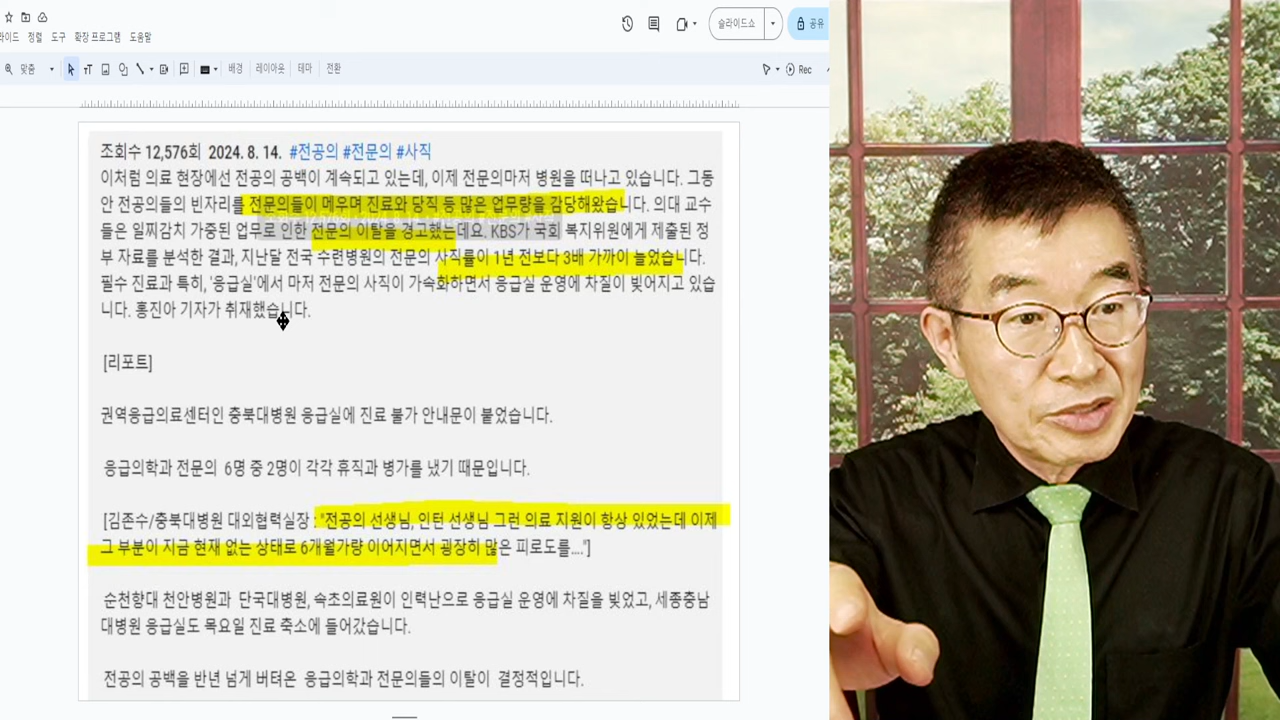 라이드 정렬 도구 확장 프로그램 도움말
슬라이드쇼
공유
맞춤
배경 레이아웃 테마 전환
Rec
조회수 12,576회 2024. 8. 14. #전공의 #전문의 #사직
이처럼 의료 현장에선 전공의 공백이 계속되고 있는데, 이제 전문의마저 병원을 떠나고 있습니다. 그동
안 전공의들의 빈자리를 전문의들이 메우며 진료와 당직 등 많은 업무량을 감당해왔습니다. 의대 교수
들은 일찌감치 가중된 업무로 인한 전문의 이탈을 경고했는데요. KBS가 국회 복지위원에게 제출된 정
부 자료를 분석한 결과, 지난달 전국 수련병원의 전문의 사직률이 1년 전보다 3배 가까이 늘었습니다.
필수 진료과 특히, '응급실'에서 마저 전문의 사직이 가속화하면서 응급실 운영에 차질이 빚어지고 있습
니다. 홍진아 기자가 취재했습니다.
[리포트]
권역응급의료센터인 충북대병원 응급실에 진료 불가 안내문이 붙었습니다.
응급의학과 전문의 6명 중 2명이 각각 휴직과 병가를 냈기 때문입니다.
[김존수/충북대병원 대외협력실장 : "전공의 선생님, 인턴 선생님 그런 의료 지원이 항상 있었는데 이제
그 부분이 지금 현재 없는 상태로 6개월가량 이어지면서 굉장히 많은 피로도를...."]
순천향대 천안병원과 단국대병원, 속초의료원이 인력난으로 응급실 운영에 차질을 빚었고, 세종충남
대병원 응급실도 목요일 진료 축소에 들어갔습니다.
전공의 공백을 반년 넘게 버텨온 응급의학과 전문의들의 이탈이 결정적입니다.